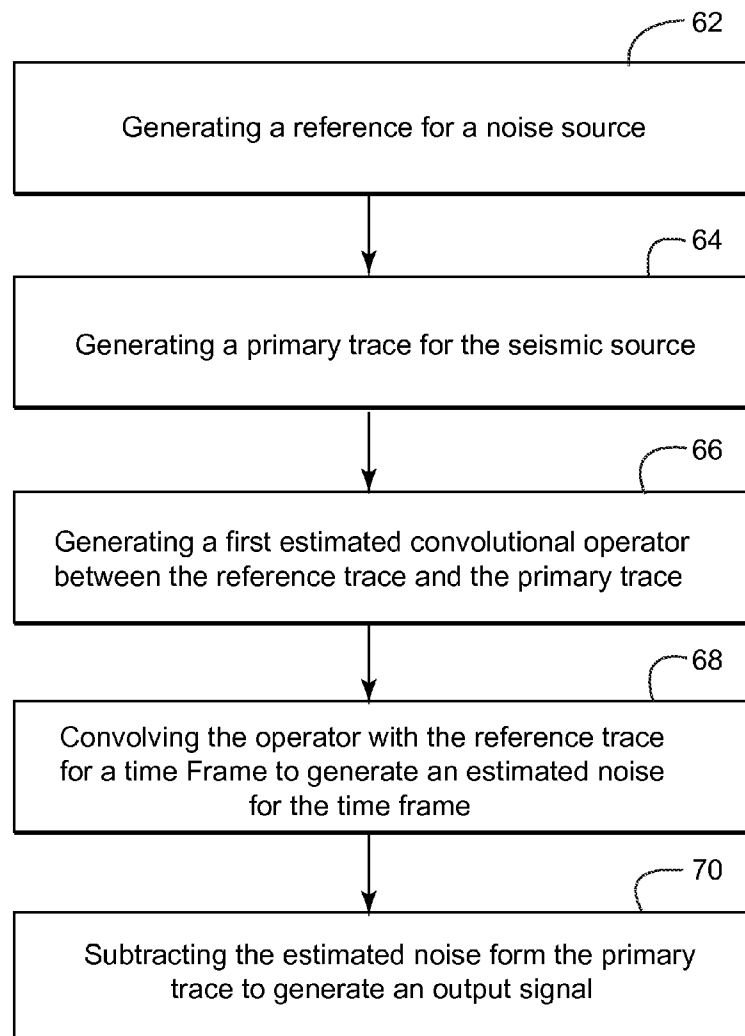 62
Generating a reference for a noise source
64
Generating a primary trace for the seismic source
66
Generating a first estimated convolutional operator
between the reference trace and the primary trace
68
Convolving the operator with the reference trace
for a time Frame to generate an estimated noise
for the time frame
70
Subtracting the estimated noise form the primary
trace to generate an output signal